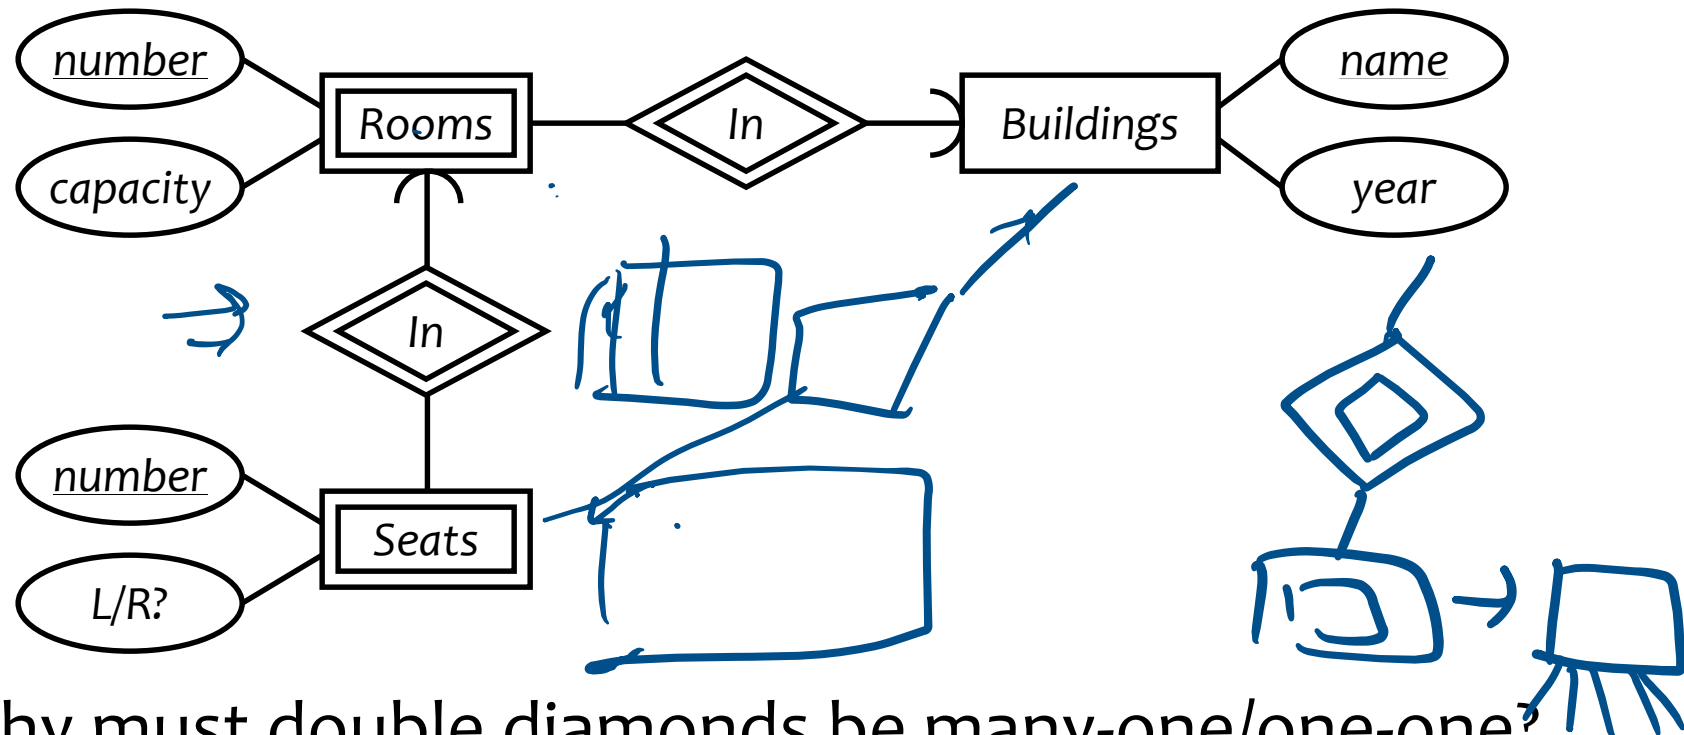 number
name
Rooms
In
Buildings
capacity
year
In
number
Seats
L/R?
hy must double diamonds be many-one/one-one?